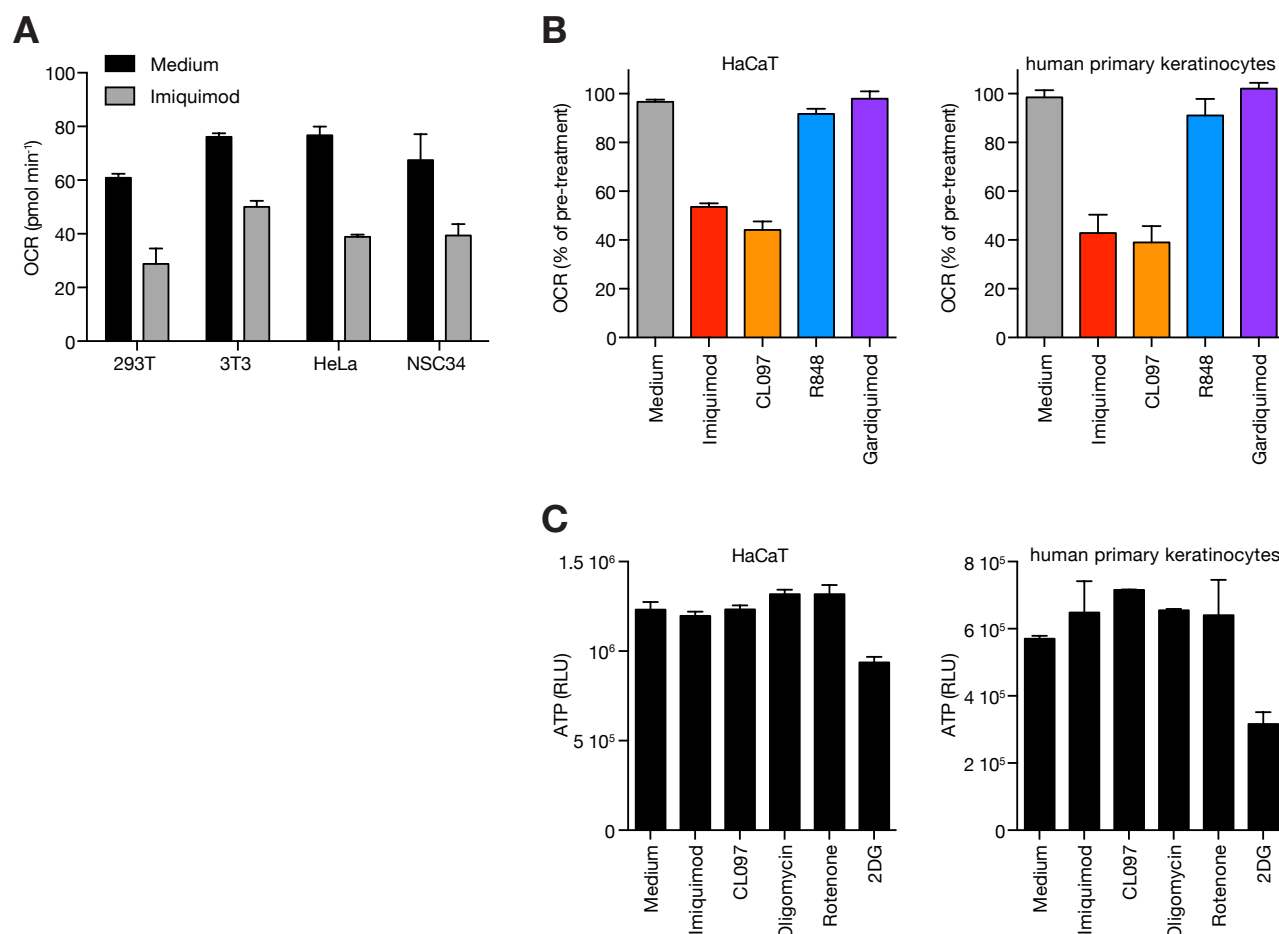 A
Medium
Imiquimod
OCR (pmol min⁻¹)
100
80
60
40
20
0
293T
3T3
HeLa
NSC34
B
HaCaT
OCR (% of pre-treatment)
100
80
60
40
20
0
Medium
Imiquimod
CL097
R848
Gardiquimod
human primary keratinocytes
OCR (% of pre-treatment)
100
80
60
40
20
0
Medium
Imiquimod
CL097
R848
Gardiquimod
C
HaCaT
ATP (RLU)
1.5 10⁶
10⁶
5 10⁵
0
Medium
Imiquimod
CL097
Oligomycin
Rotenone
2DG
human primary keratinocytes
ATP (RLU)
8 10⁵
6 10⁵
4 10⁵
2 10⁵
0
Medium
Imiquimod
CL097
Oligomycin
Rotenone
2DG